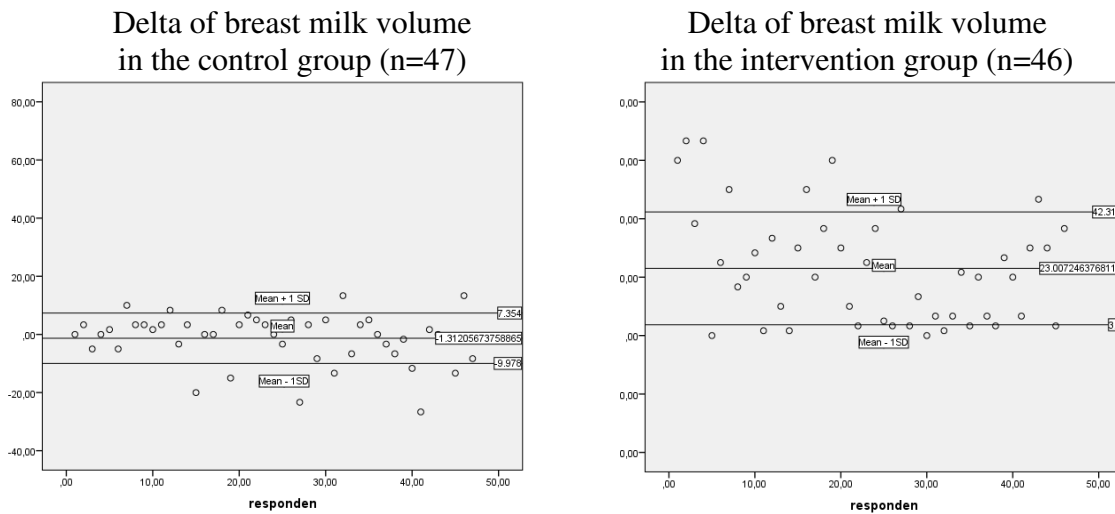 Delta of breast milk volume
in the control group (n=47)
80,00
60,00
40,00
20,00
,00
-20,00
-40,00
Mean + 1 SD
7.354
Mean
-1.31205673758865
-9.978
Mean - 1SD
,00 10,00 20,00 30,00 40,00 50,00
responden
Delta of breast milk volume
in the intervention group (n=46)
0,00
0,00
0,00
0,00
0,00
0,00
0,00
Mean + 1 SD
42.31
Mean
23.007246376811
3.
Mean - 1SD
,00 10,00 20,00 30,00 40,00 50,00
responden